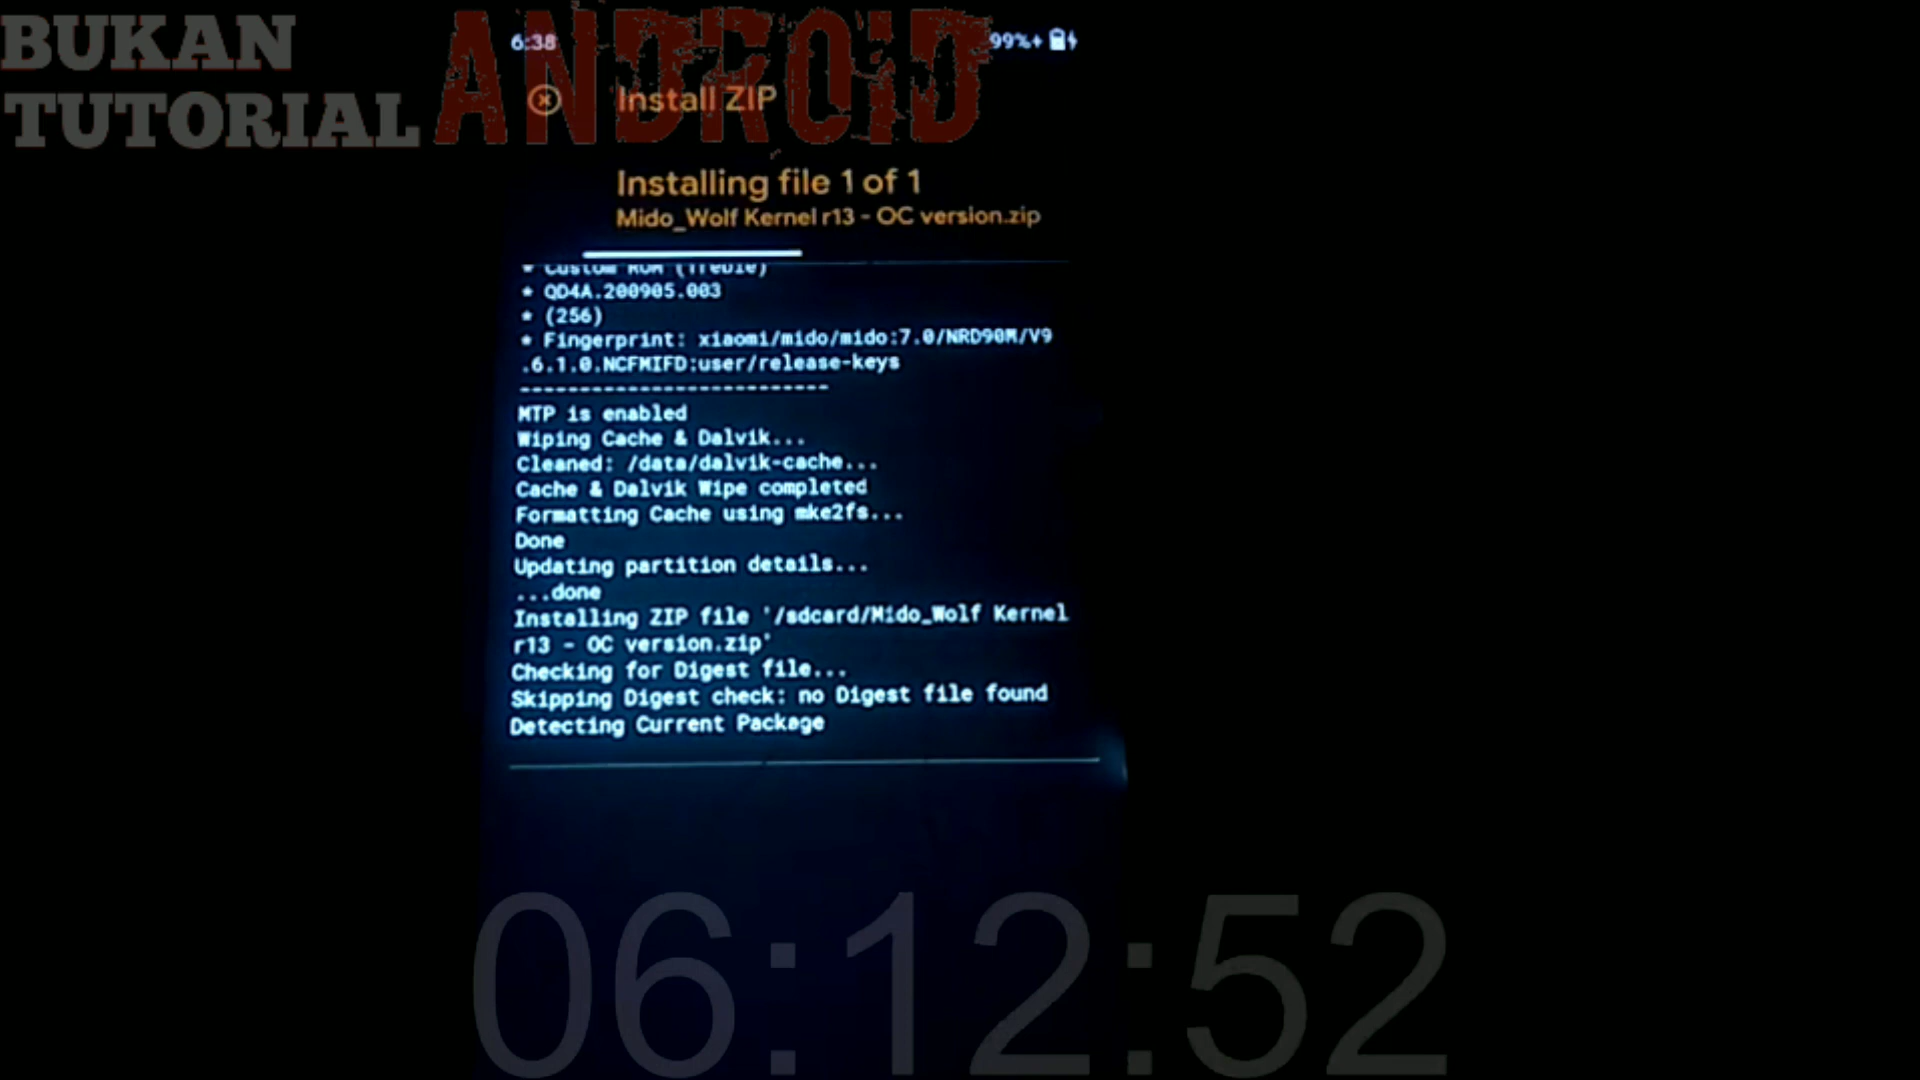 BUKAN
TUTORIAL
ANDROID
6:38
99%+
Install ZIP
Installing file 1 of 1
Mido_Wolf Kernel r13 - OC version.zip
* Custom ROM (Treble)
* QD4A.200905.003
* (256)
* Fingerprint: xiaomi/mido/mido:7.0/NRD90M/V9
.6.1.0.NCFMIFD:user/release-keys
--------------------------
MTP is enabled
Wiping Cache & Dalvik...
Cleaned: /data/dalvik-cache...
Cache & Dalvik Wipe completed
Formatting Cache using mke2fs...
Done
Updating partition details...
...done
Installing ZIP file '/sdcard/Mido_Wolf Kernel
r13 - OC version.zip'
Checking for Digest file...
Skipping Digest check: no Digest file found
Detecting Current Package
06:12:52